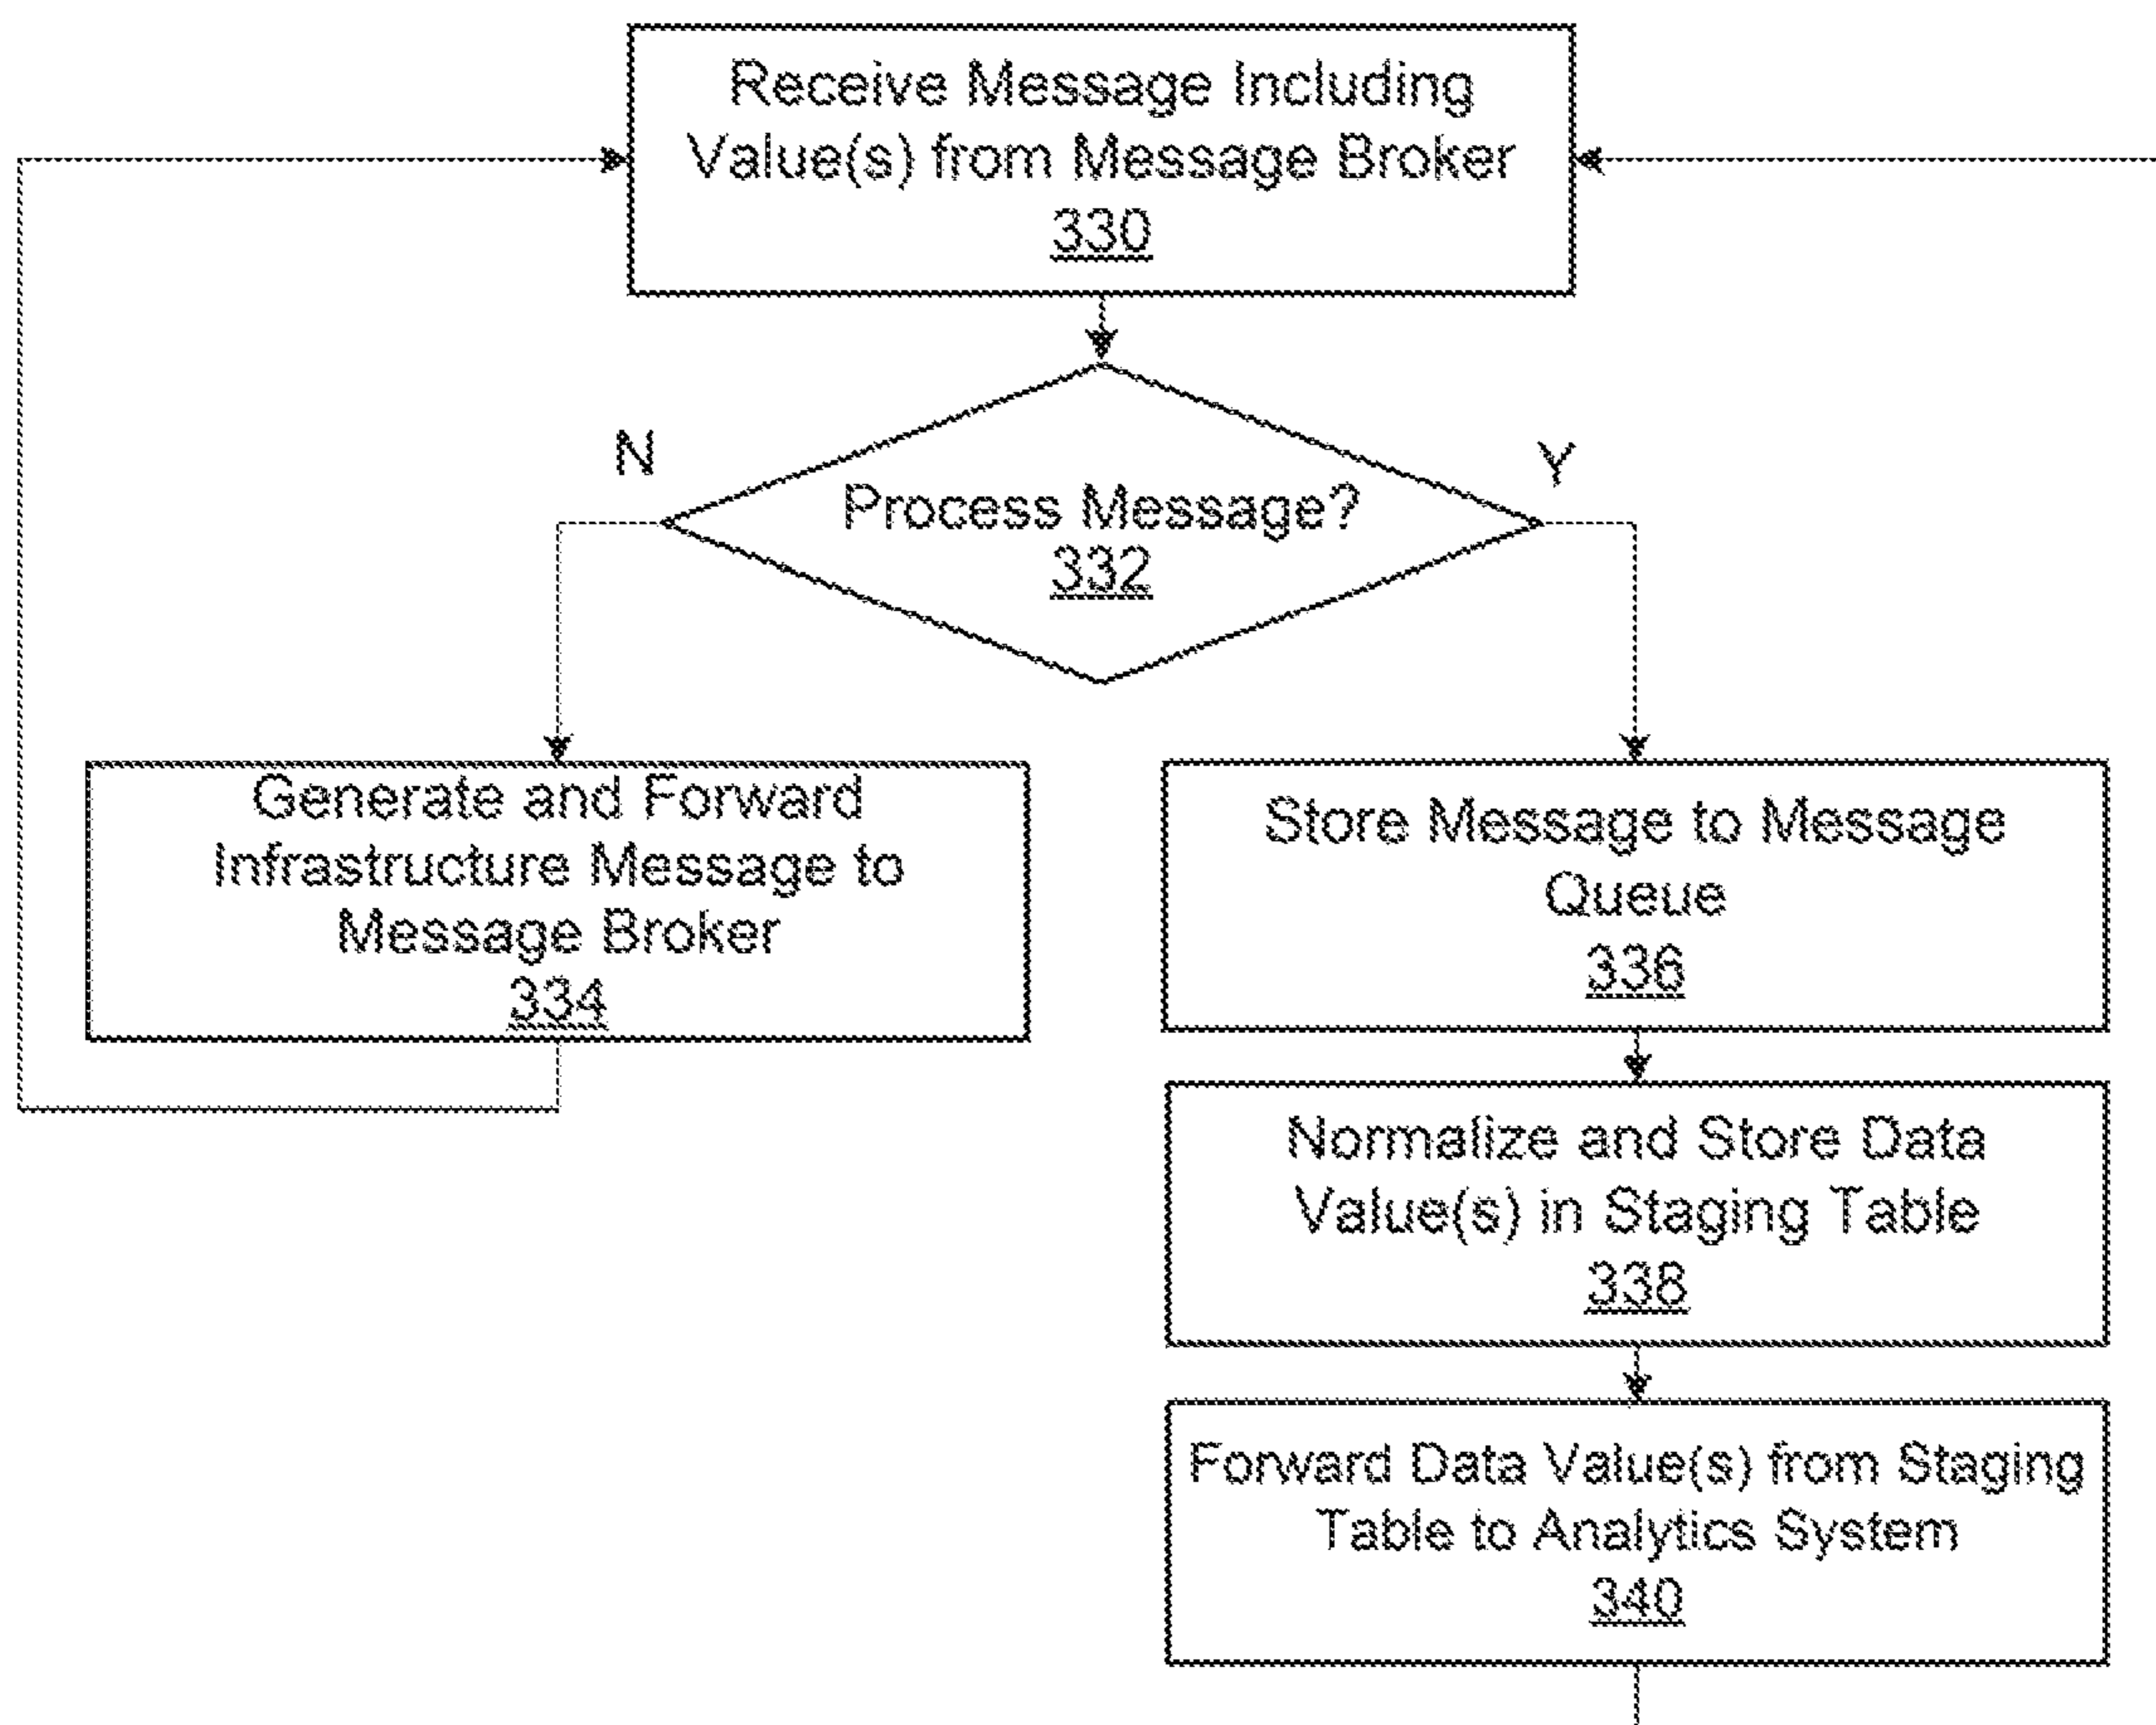 Receive Message Including
Value(s) from Message Broker
330
N
Y
Process Message?
332
Generate and Forward
Infrastructure Message to
Message Broker
334
Store Message to Message
Queue
336
Normalize and Store Data
Value(s) in Staging Table
338
Forward Data Value(s) from Staging
Table to Analytics System
340